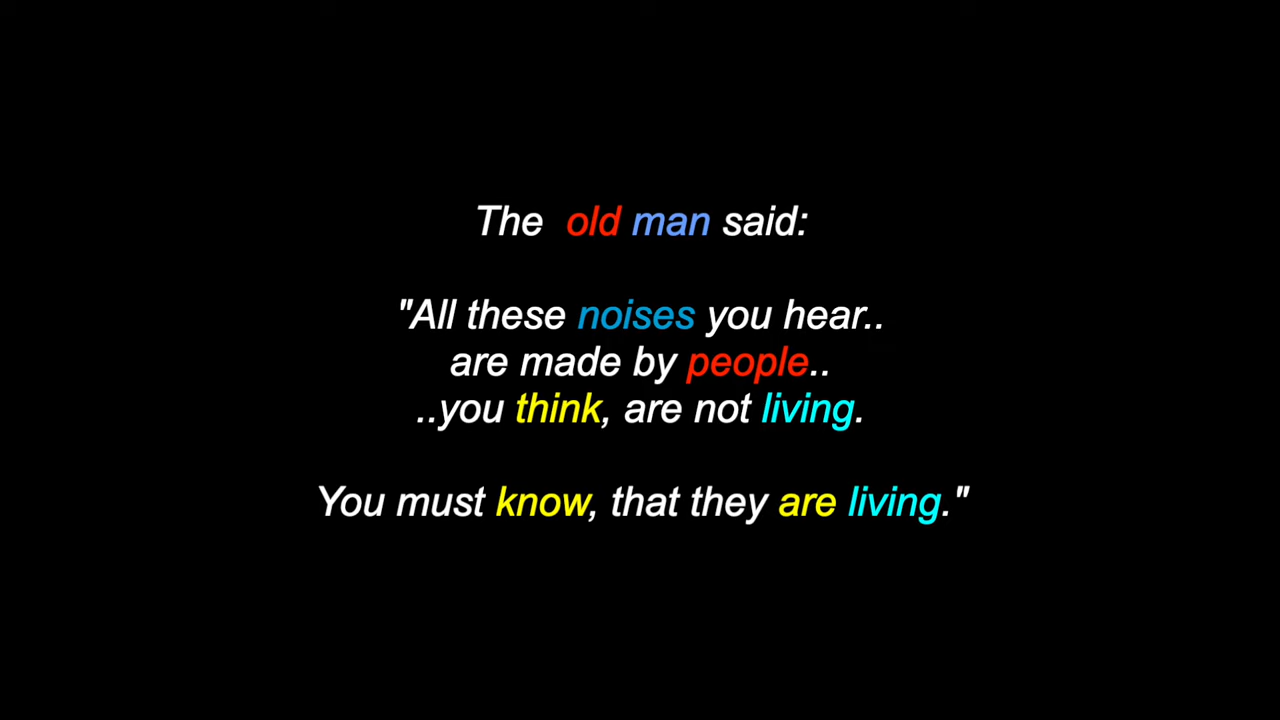 The old man said:
"All these noises you hear..
are made by people..
..you think, are not living.
You must know, that they are living."